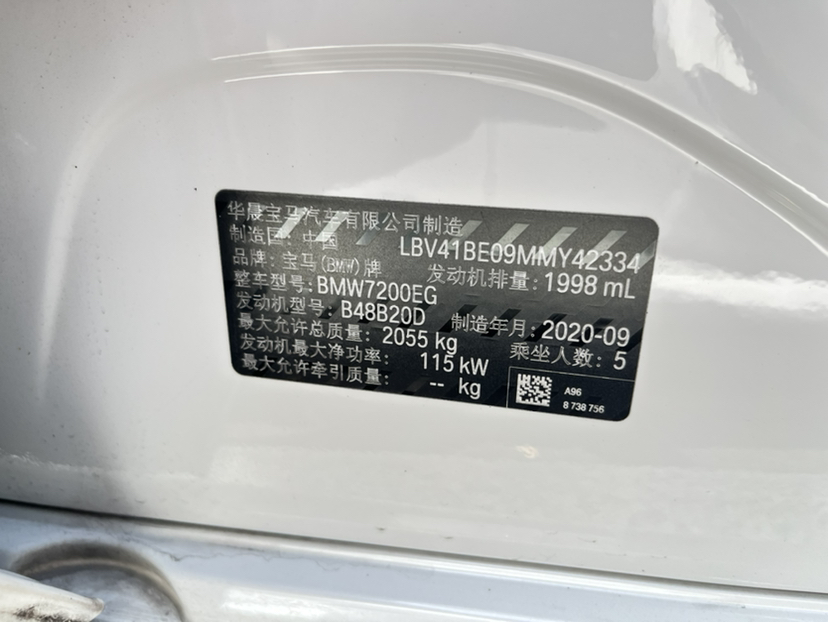 华晨宝马汽车有限公司制造
制造国: 中国 LBV41BE09MMY42334
品牌: 宝马(BMW)牌 发动机排量: 1998 mL
整车型号: BMW7200EG
发动机型号: B48B20D 制造年月: 2020-09
最大允许总质量: 2055 kg 乘坐人数: 5
发动机最大净功率: 115 kW
最大允许牵引质量: -- kg
A96
8 738 756